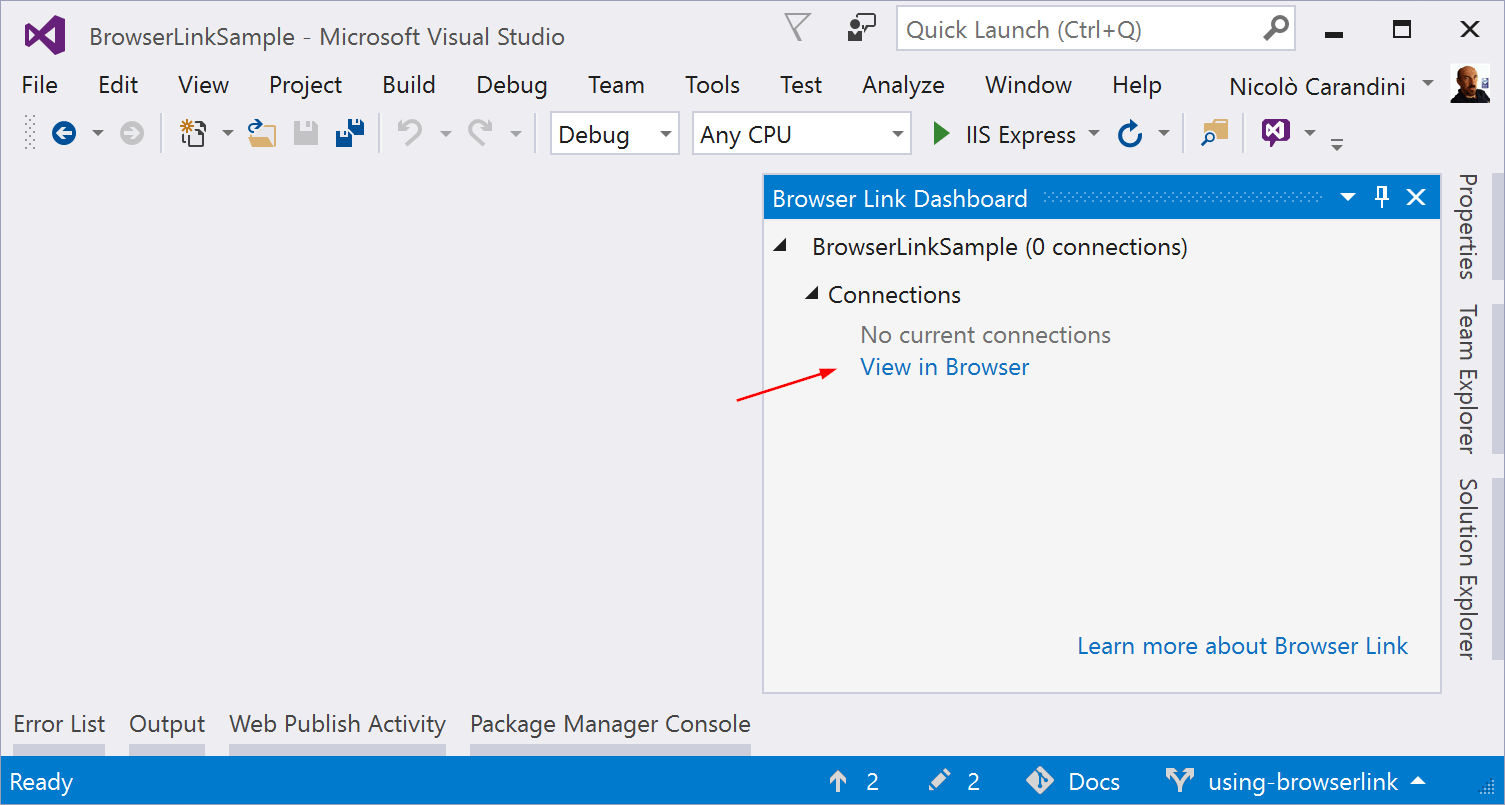 BrowserLinkSample - Microsoft Visual Studio
Quick Launch (Ctrl+Q)
File Edit View Project Build Debug Team Tools Test Analyze Window Help Nicolò Carandini
Debug Any CPU IIS Express
Browser Link Dashboard
BrowserLinkSample (0 connections)
Connections
No current connections
View in Browser
Learn more about Browser Link
Properties
Team Explorer
Solution Explorer
Error List Output Web Publish Activity Package Manager Console
Ready 2 2 Docs using-browserlink